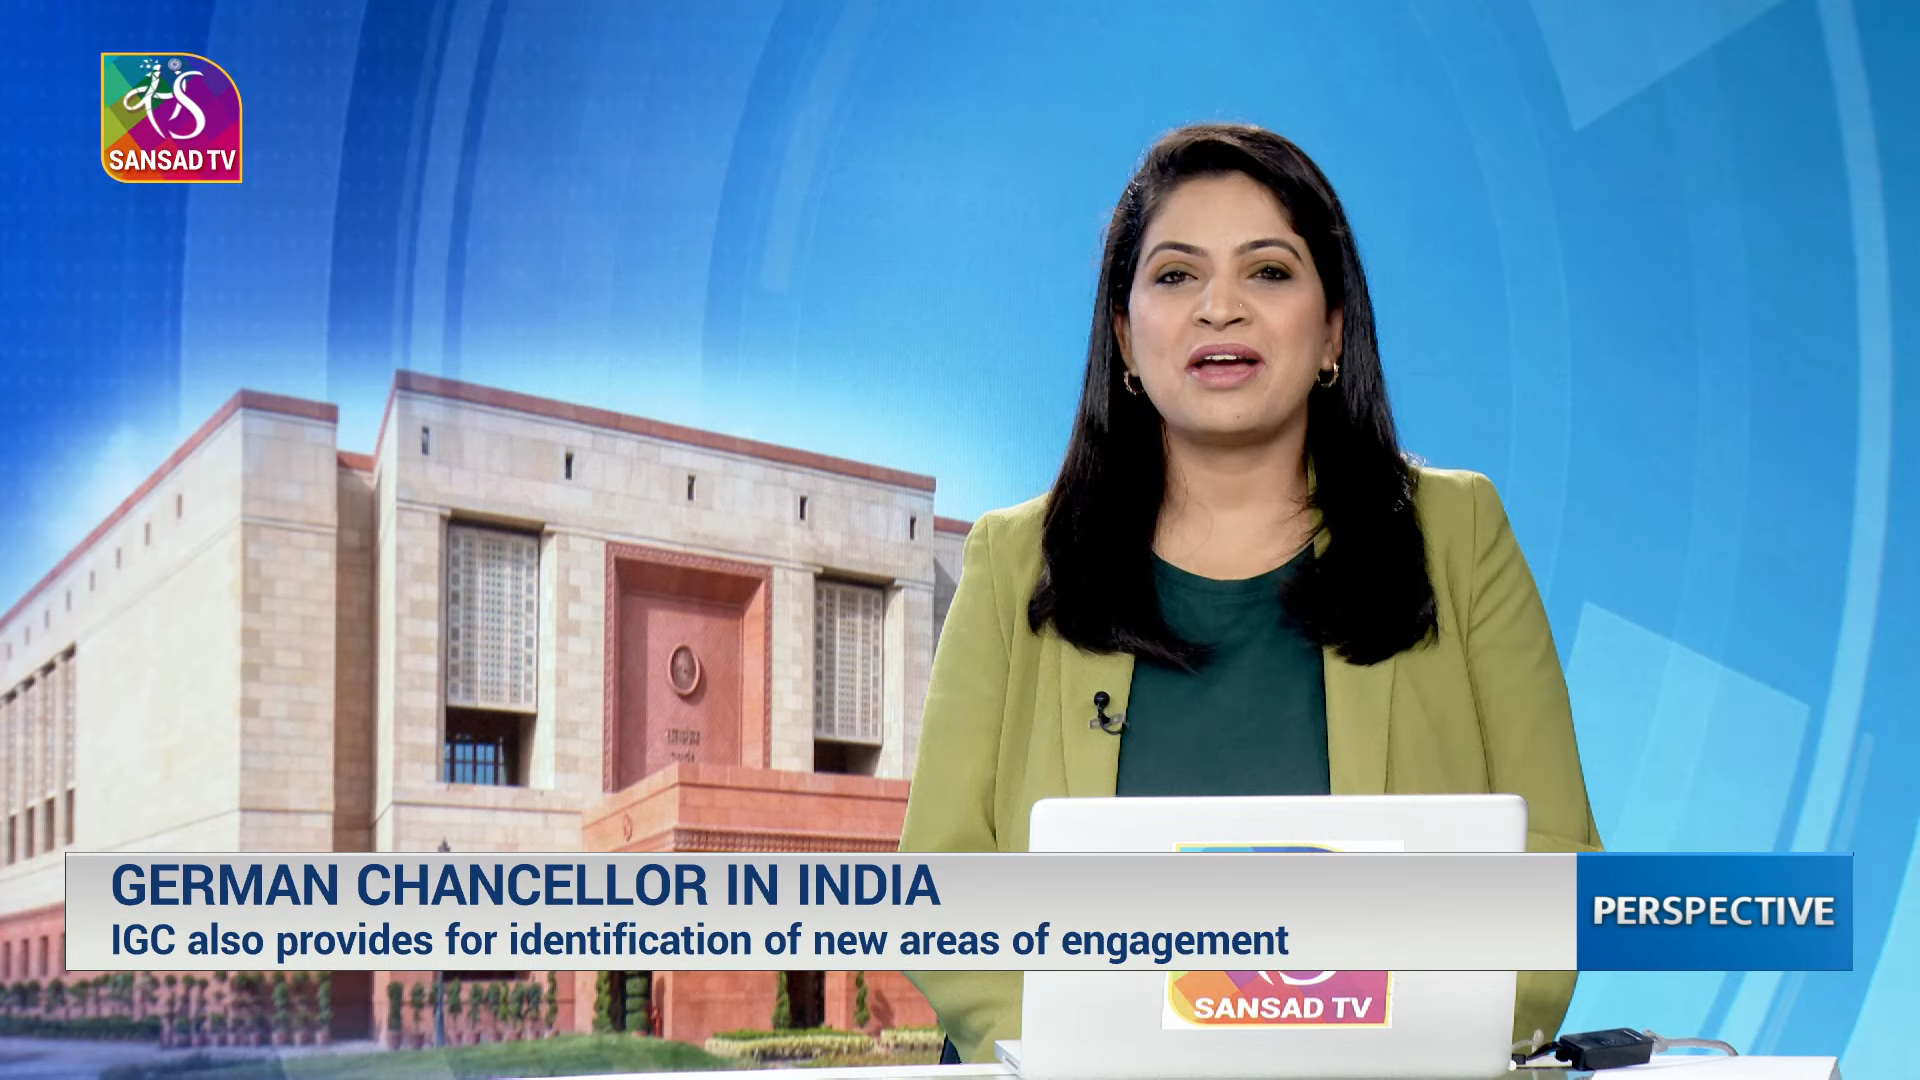 SANSAD TV
GERMAN CHANCELLOR IN INDIA
IGC also provides for identification of new areas of engagement
PERSPECTIVE
SANSAD TV